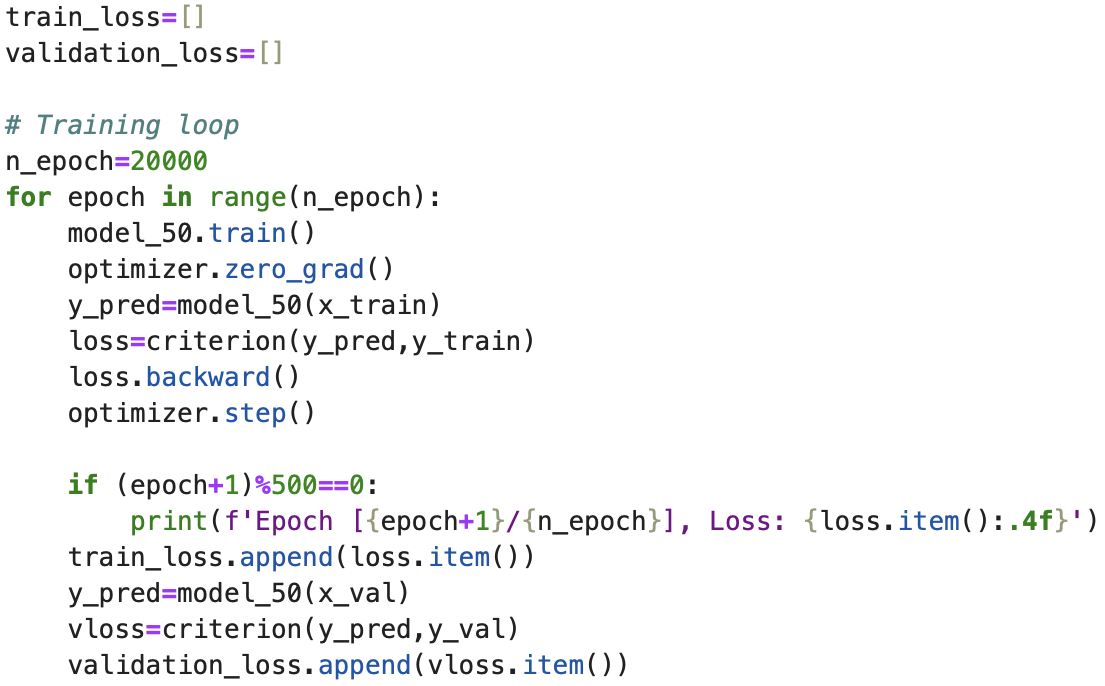 train_loss=[]
validation_loss=[]
# Training loop
n_epoch=20000
for epoch in range(n_epoch):
    model_50.train()
    optimizer.zero_grad()
    y_pred=model_50(x_train)
    loss=criterion(y_pred,y_train)
    loss.backward()
    optimizer.step()
    if (epoch+1)%500==0:
        print(f'Epoch [{epoch+1}/{n_epoch}], Loss: {loss.item():.4f}')
    train_loss.append(loss.item())
    y_pred=model_50(x_val)
    vloss=criterion(y_pred,y_val)
    validation_loss.append(vloss.item())